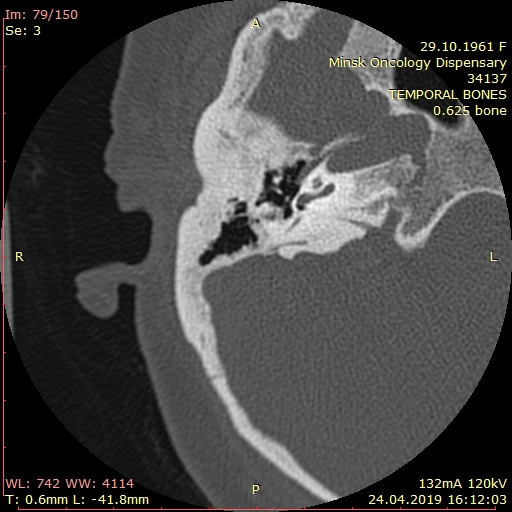 Im: 79/150
Se: 3
A
29.10.1961 F
Minsk Oncology Dispensary
34137
TEMPORAL BONES
0.625 bone
R
L
WL: 742 WW: 4114
T: 0.6mm L: -41.8mm
P
132mA 120kV
24.04.2019 16:12:03